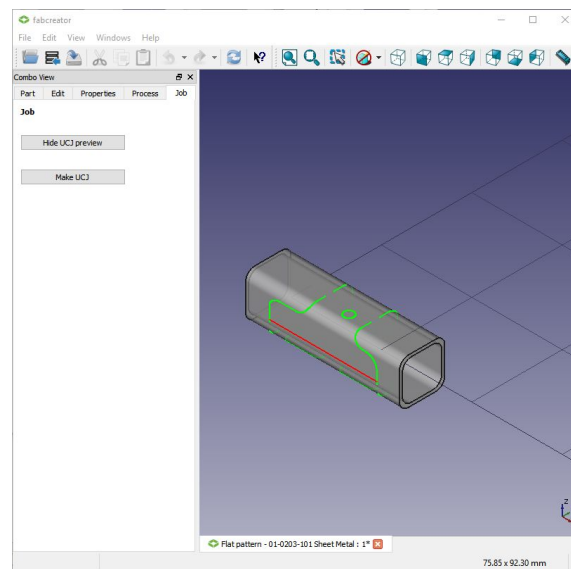 fabcreator
File Edit View Windows Help
Combo View
Part Edit Properties Process Job
Job
Hide UCJ preview
Make UCJ
Z
Flat pattern - 01-0203-101 Sheet Metal : 1*
75.85 x 92.30 mm